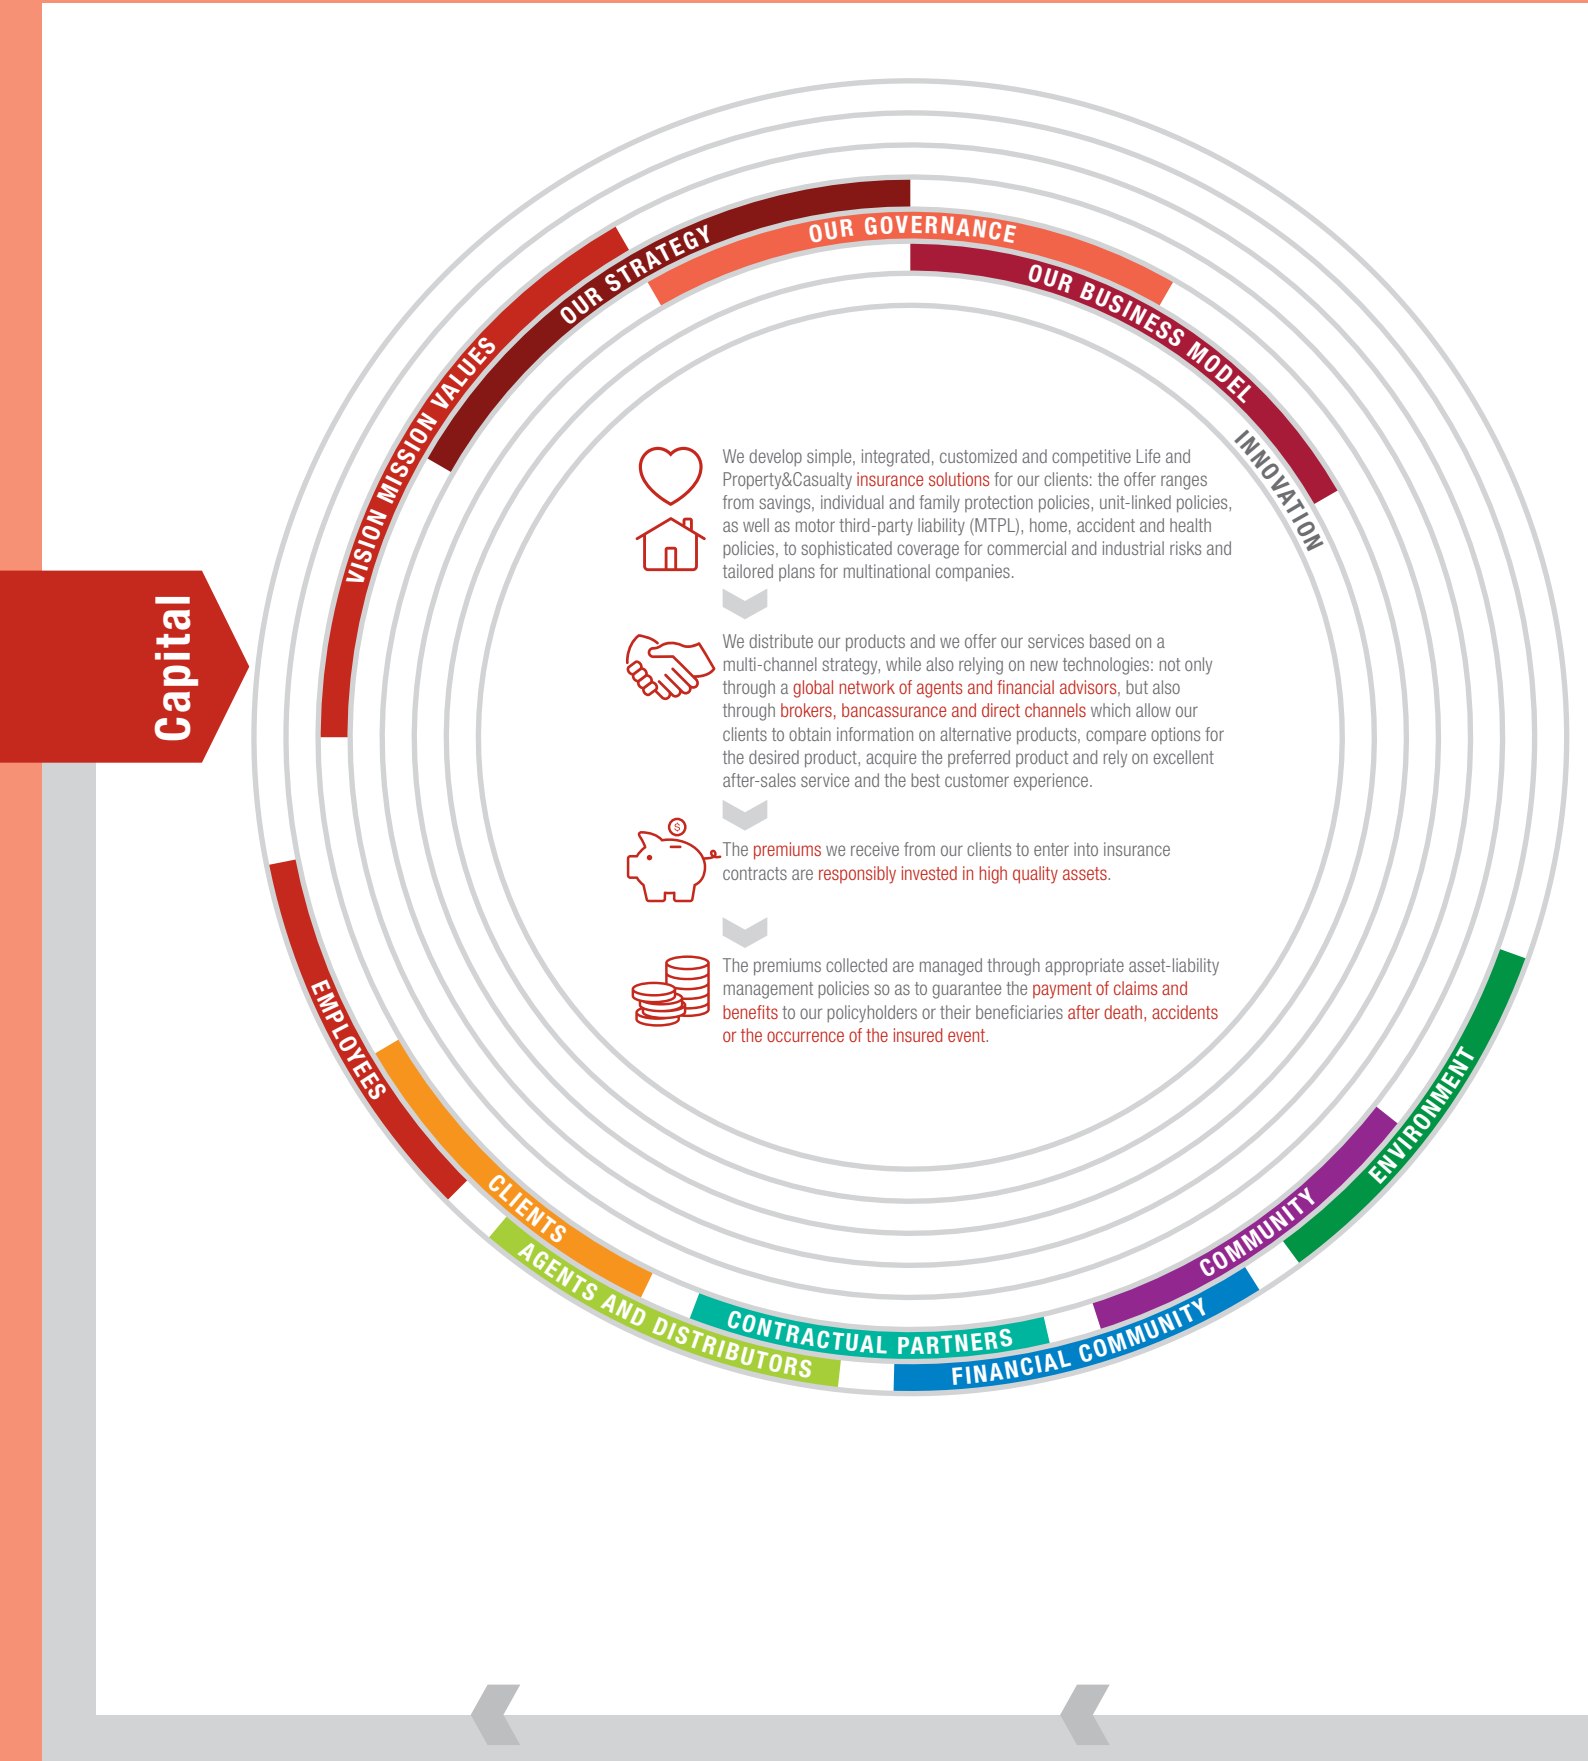 OUR GOVERNANCE
OUR STRATEGY
OUR BUSINESS MODEL
VISION MISSION VALUES
INNOVATION
Capital
We develop simple, integrated, customized and competitive Life and
Property&Casualty insurance solutions for our clients: the offer ranges
from savings, individual and family protection policies, unit-linked policies,
as well as motor third-party liability (MTPL), home, accident and health
policies, to sophisticated coverage for commercial and industrial risks and
tailored plans for multinational companies.
We distribute our products and we offer our services based on a
multi-channel strategy, while also relying on new technologies: not only
through a global network of agents and financial advisors, but also
through brokers, bancassurance and direct channels which allow our
clients to obtain information on alternative products, compare options for
the desired product, acquire the preferred product and rely on excellent
after-sales service and the best customer experience.
$
The premiums we receive from our clients to enter into insurance
contracts are responsibly invested in high quality assets.
The premiums collected are managed through appropriate asset-liability
management policies so as to guarantee the payment of claims and
benefits to our policyholders or their beneficiaries after death, accidents
or the occurrence of the insured event.
EMPLOYEES
CLIENTS
AGENTS AND DISTRIBUTORS
CONTRACTUAL PARTNERS
FINANCIAL COMMUNITY
COMMUNITY
ENVIRONMENT